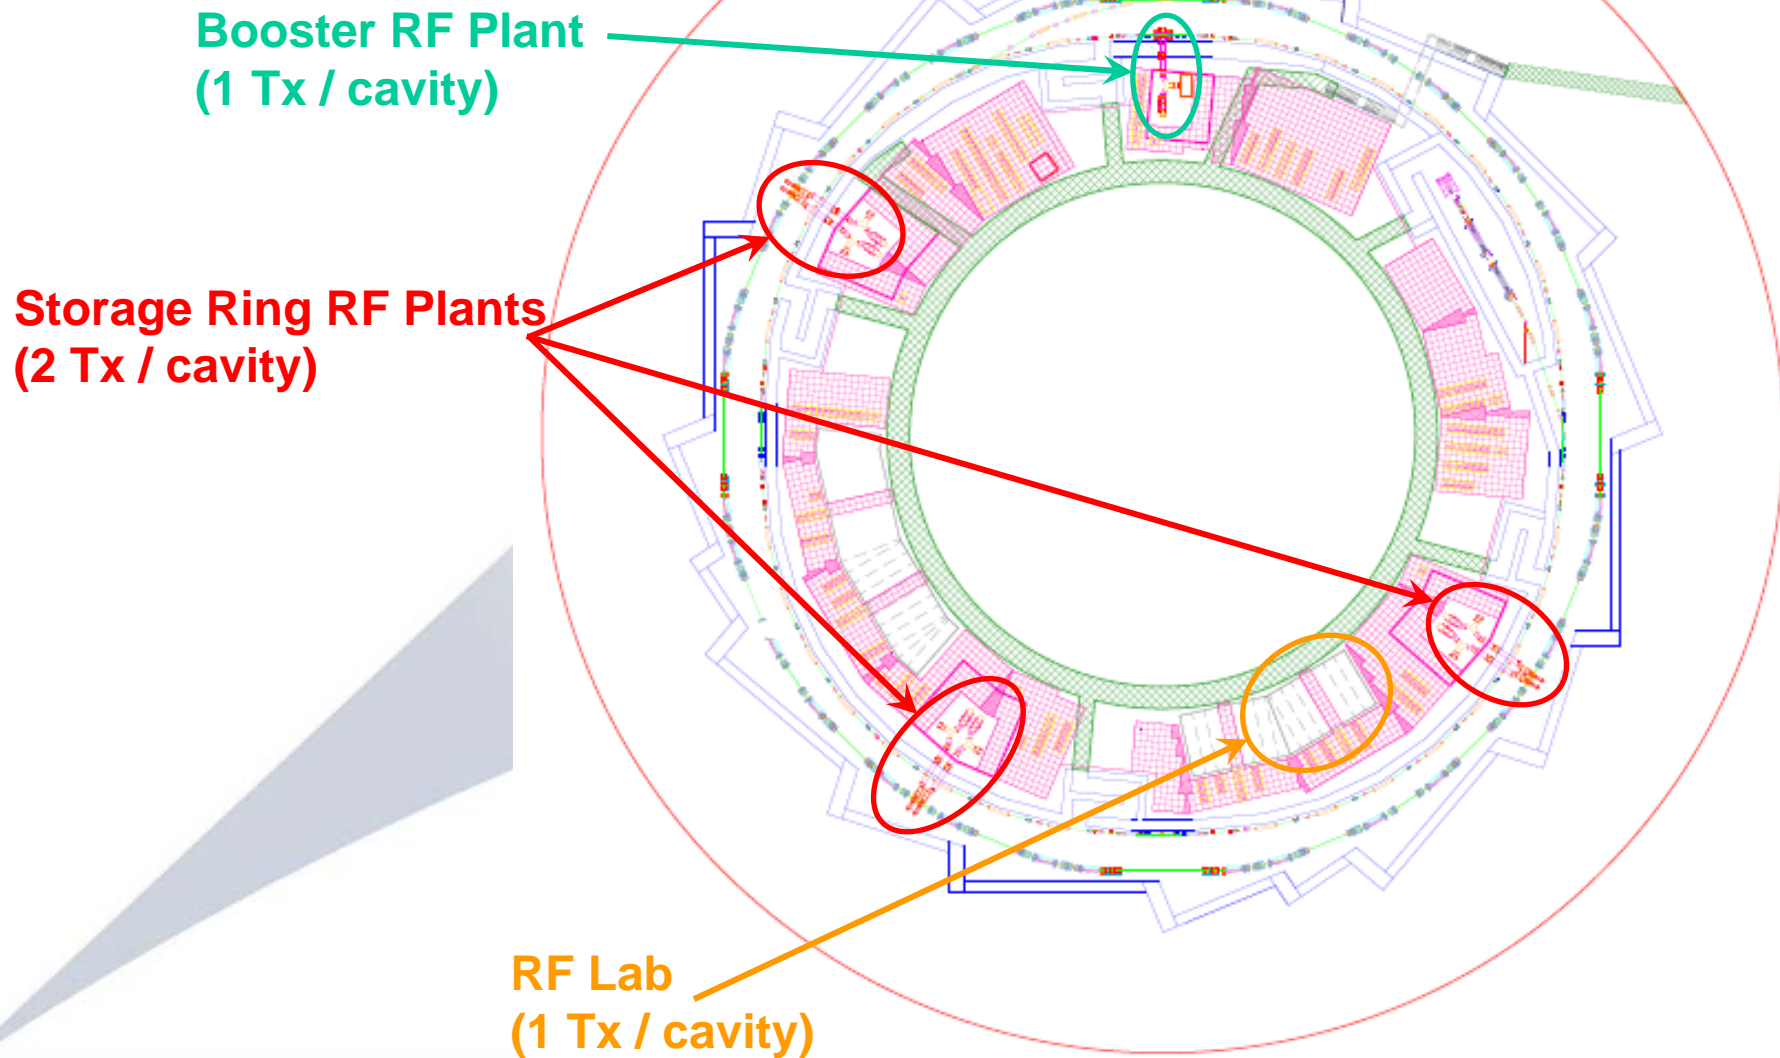 Booster RF Plant
(1 Tx / cavity)
Storage Ring RF Plants
(2 Tx / cavity)
RF Lab
(1 Tx / cavity)